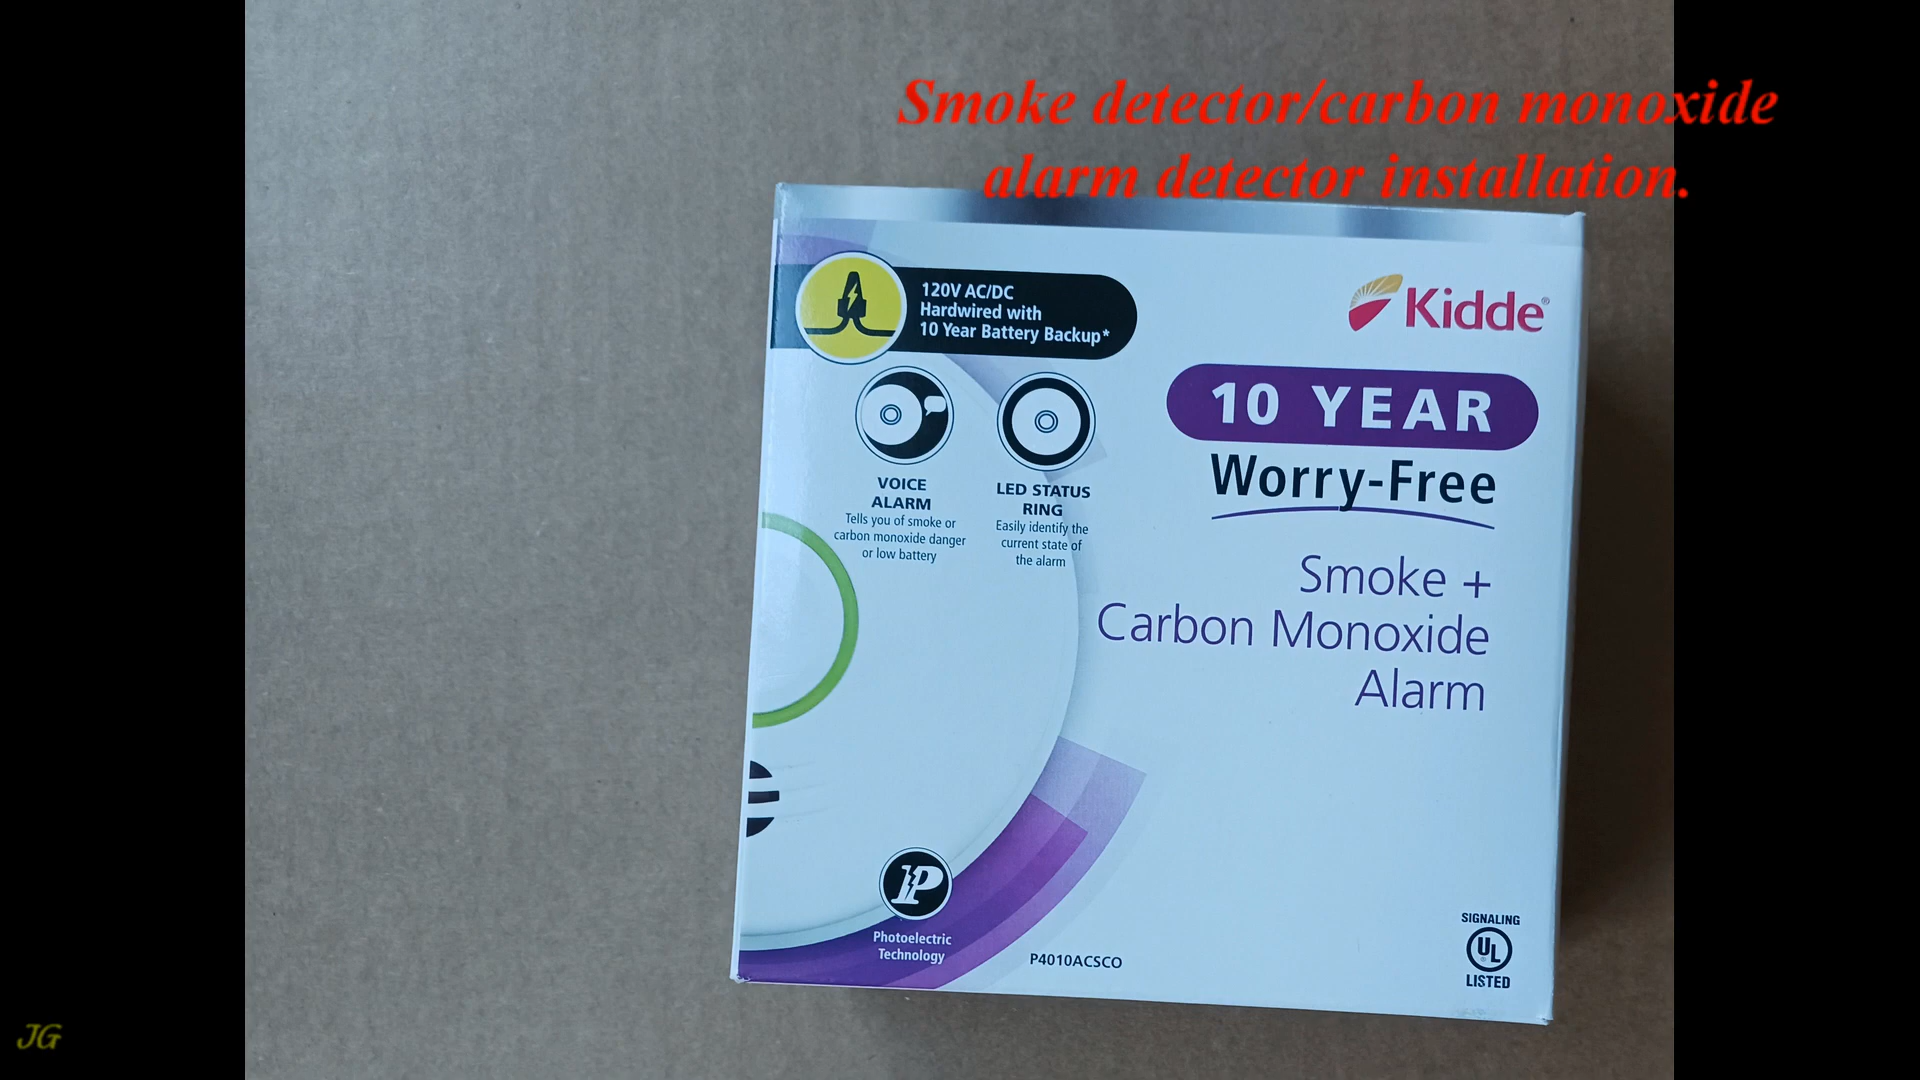 Smoke detector/carbon monoxide
alarm detector installation.
120V AC/DC
Hardwired with
10 Year Battery Backup*
Kidde®
VOICE
ALARM
Tells you of smoke or
carbon monoxide danger
or low battery
LED STATUS
RING
Easily identify the
current state of
the alarm
10 YEAR
Worry-Free
Smoke +
Carbon Monoxide
Alarm
P
Photoelectric
Technology
P4010ACSCO
SIGNALING
UL
LISTED
JG